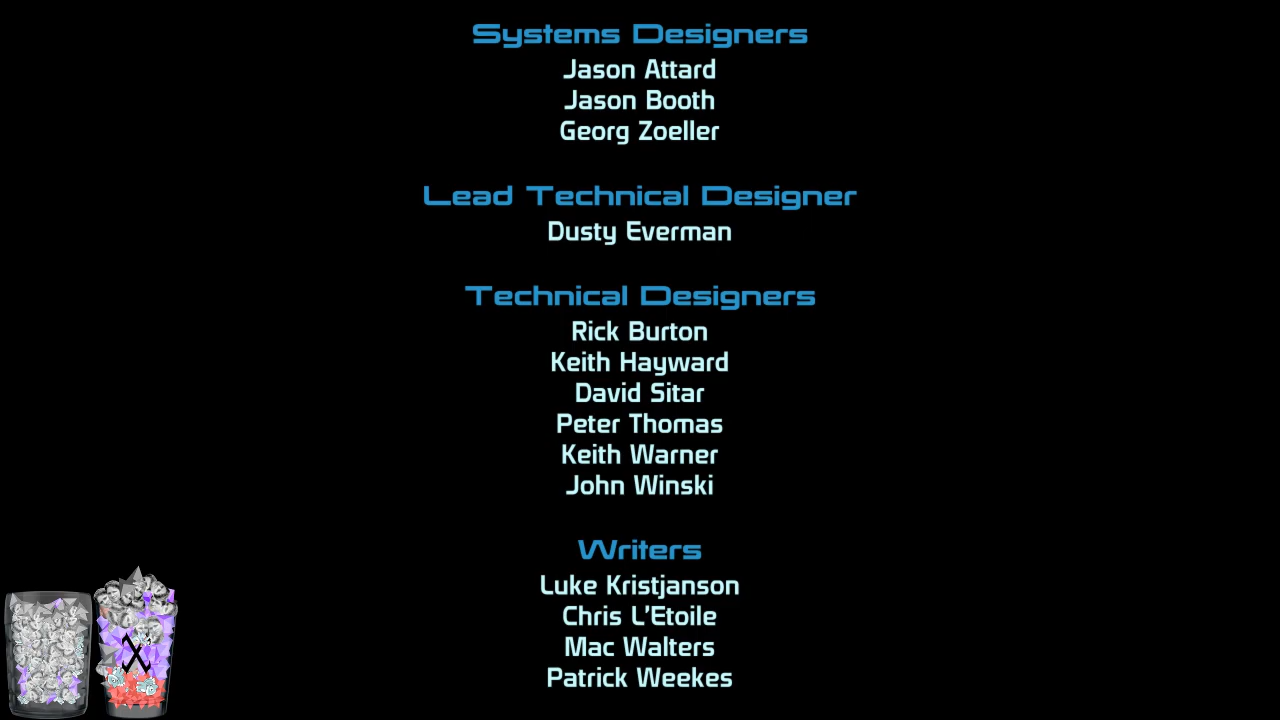 Systems Designers
Jason Attard
Jason Booth
Georg Zoeller
Lead Technical Designer
Dusty Everman
Technical Designers
Rick Burton
Keith Hayward
David Sitar
Peter Thomas
Keith Warner
John Winski
Writers
Luke Kristjanson
Chris L'Etoile
Mac Walters
Patrick Weekes